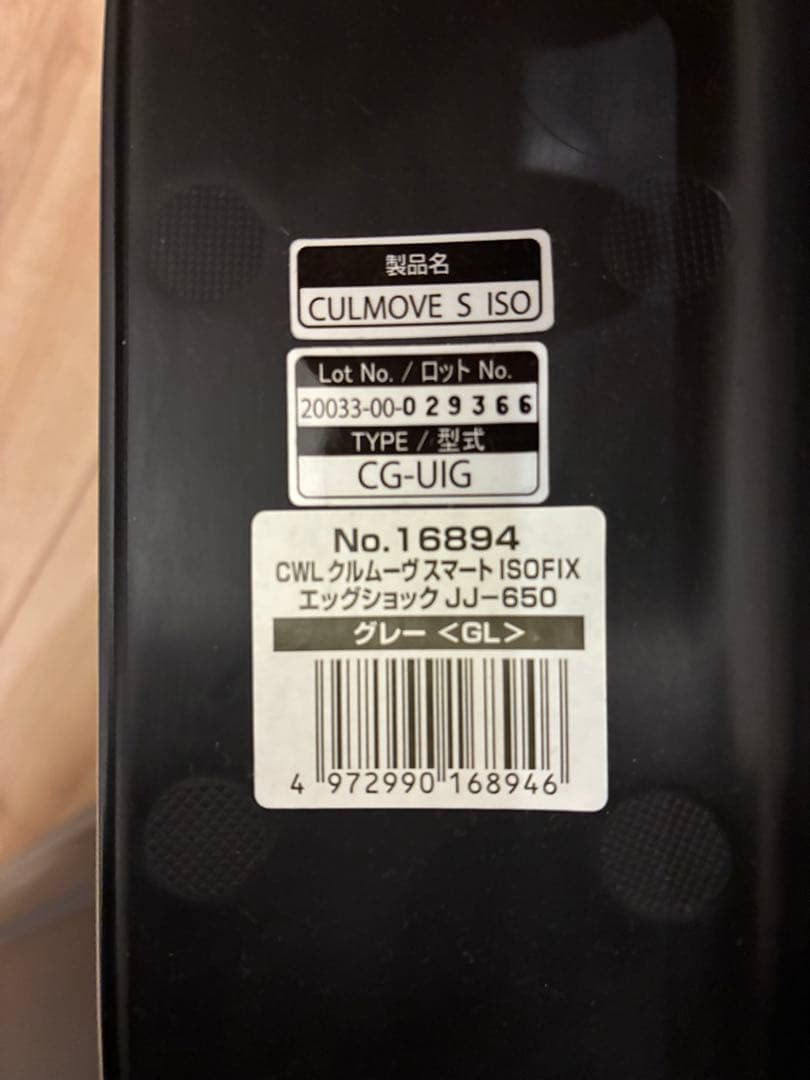 製品名
CULMOVE S ISO
Lot No. / ロット No.
20033-00-029366
TYPE / 型式
CG-UIG
No.16894
CWL クルムーヴ スマート ISOFIX
エッグショック JJ-650
グレー <GL>
4 972990 168946